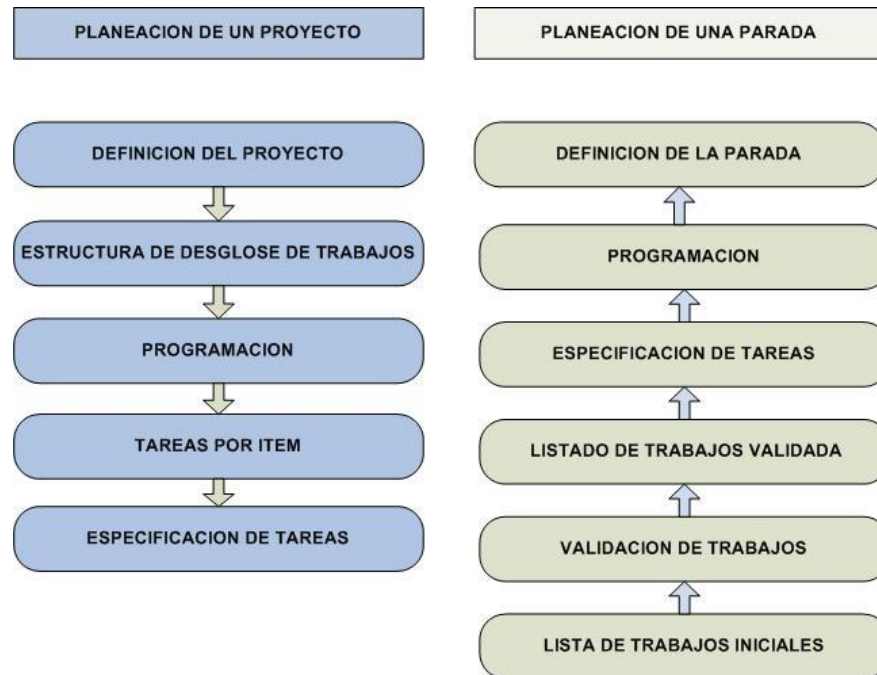 PLANEACION DE UN PROYECTO
DEFINICION DEL PROYECTO
ESTRUCTURA DE DESGLOSE DE TRABAJOS
PROGRAMACION
TAREAS POR ITEM
ESPECIFICACION DE TAREAS
PLANEACION DE UNA PARADA
DEFINICION DE LA PARADA
PROGRAMACION
ESPECIFICACION DE TAREAS
LISTADO DE TRABAJOS VALIDADA
VALIDACION DE TRABAJOS
LISTA DE TRABAJOS INICIALES